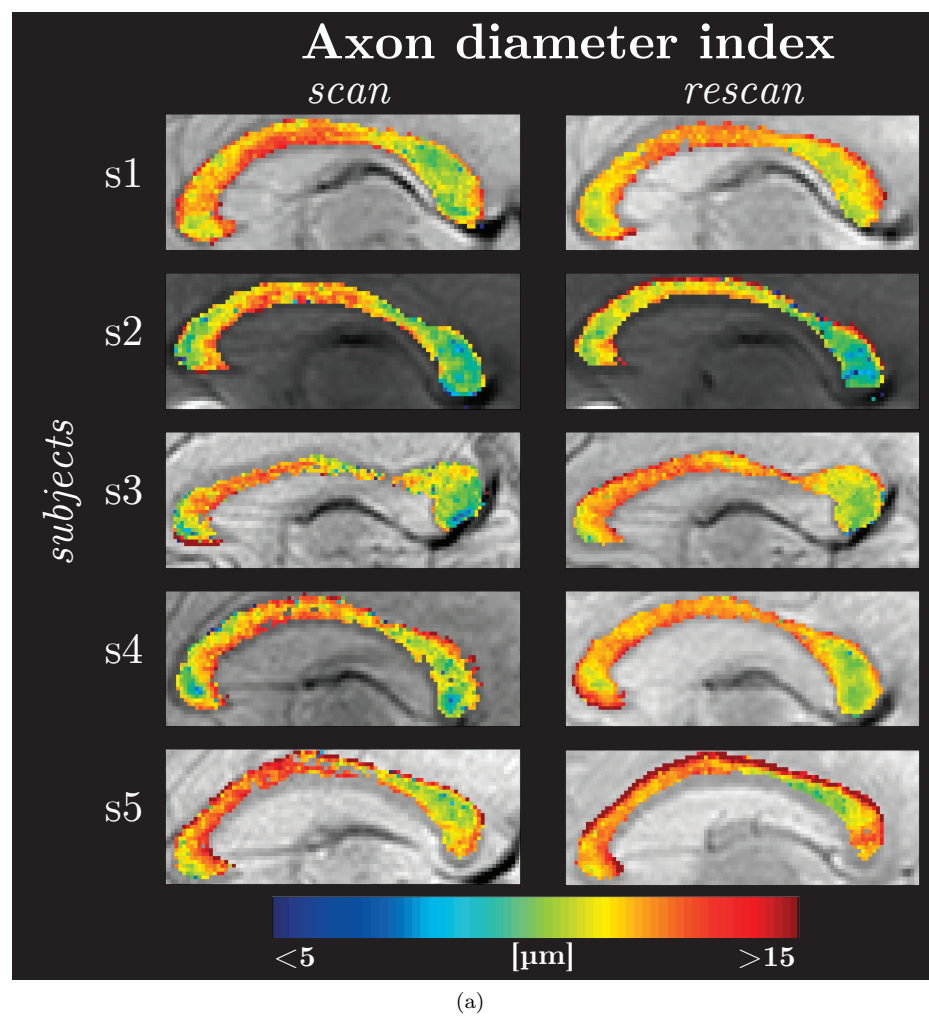 Axon diameter index
scan rescan
s1
s2
subjects
s3
s4
s5
<5 [µm] >15
(a)